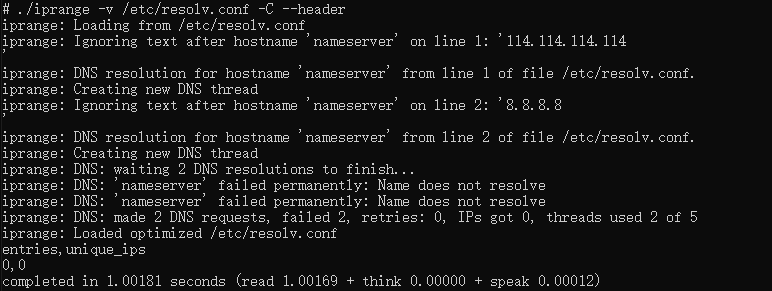 # ./iprange -v /etc/resolv.conf -C --header
iprange: Loading from /etc/resolv.conf
iprange: Ignoring text after hostname 'nameserver' on line 1: '114.114.114.114
'
iprange: DNS resolution for hostname 'nameserver' from line 1 of file /etc/resolv.conf.
iprange: Creating new DNS thread
iprange: Ignoring text after hostname 'nameserver' on line 2: '8.8.8.8
'
iprange: DNS resolution for hostname 'nameserver' from line 2 of file /etc/resolv.conf.
iprange: Creating new DNS thread
iprange: DNS: waiting 2 DNS resolutions to finish...
iprange: DNS: 'nameserver' failed permanently: Name does not resolve
iprange: DNS: 'nameserver' failed permanently: Name does not resolve
iprange: DNS: made 2 DNS requests, failed 2, retries: 0, IPs got 0, threads used 2 of 5
iprange: Loaded optimized /etc/resolv.conf
entries,unique_ips
0,0
completed in 1.00181 seconds (read 1.00169 + think 0.00000 + speak 0.00012)